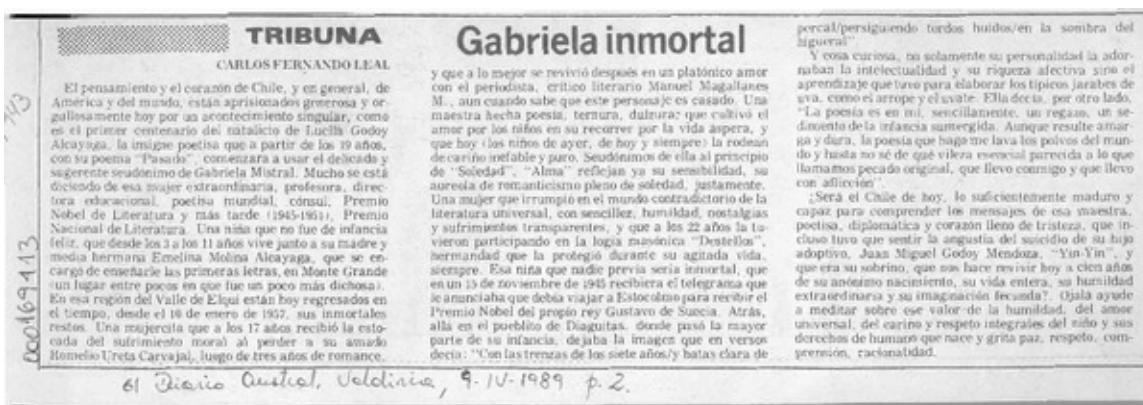 TRIBUNA
CARLOS FERNANDO LEAL
Gabriela inmortal
El pensamiento y el corazón de Chile, y en general, de
América y del mundo, están aprisionados generosa y or-
gullosamente hoy por un acontecimiento singular, como
es el primer centenario del natalicio de Lucila Godoy
Alcayaga, la insigne poetisa que a partir de los 19 años,
con su poema "Pasado", comenzara a usar el delicado y
sugerente seudónimo de Gabriela Mistral. Mucho se está
diciendo de esa mujer extraordinaria, profesora, direc-
tora educacional, poetisa mundial, cónsul, Premio
Nobel de Literatura y más tarde (1945-1951), Premio
Nacional de Literatura. Una niña que no fue de infancia
feliz, que desde los 3 a los 11 años vive junto a su madre y
media hermana Emelina Molina Alcayaga, que se en-
cargó de enseñarle las primeras letras, en Monte Grande
(un lugar entre pocos en que fue un poco más dichosa).
En esa región del Valle de Elqui están hoy regresados en
el tiempo, desde el 10 de enero de 1957, sus inmortales
restos. Una mujercita que a los 17 años recibió la esto-
cada del sufrimiento moral al perder a su amado
Romelio Ureta Carvajal, luego de tres años de romance,
y que a lo mejor se revivió después en un platónico amor
con el periodista, crítico literario Manuel Magallanes
M., aun cuando sabe que este personaje es casado. Una
maestra hecha poesía, ternura, dulzura; que cultivó el
amor por los niños en su recorrer por la vida áspera, y
que hoy (los niños de ayer, de hoy y siempre) la rodean
de cariño inefable y puro. Seudónimos de ella al principio
de "Soledad", "Alma" reflejan ya su sensibilidad, su
aureola de romanticismo pleno de soledad, justamente.
Una mujer que irrumpió en el mundo contradictorio de la
literatura universal, con sencillez, humildad, nostalgias
y sufrimientos transparentes, y que a los 22 años la tu-
vieron participando en la logia masónica "Destellos",
hermandad que la protegió durante su agitada vida,
siempre. Esa niña que nadie previa sería inmortal, que
en un 15 de noviembre de 1945 recibiera el telegrama que
le anunciaba que debía viajar a Estocolmo para recibir el
Premio Nobel del propio rey Gustavo de Suecia. Atrás,
allá en el pueblito de Diaguitas, donde pasó la mayor
parte de su infancia, dejaba la imagen que en versos
decía: "Con las trenzas de los siete años/y batas claras de
percal/persiguiendo tordos huidos/en la sombra del
higueral".
Y cosa curiosa, no solamente su personalidad la ador-
naban la intelectualidad y su riqueza afectiva sino el
aprendizaje que tuvo para elaborar los típicos jarabes de
uva, como el arrope y el uvate. Ella decía, por otro lado,
"La poesía es en mí, sencillamente, un regazo, un se-
dimento de la infancia sumergida. Aunque resulte amar-
ga y dura, la poesía que hago me lava los polvos del mun-
do y hasta no sé de qué vileza esencial parecida a lo que
llamamos pecado original, que llevo conmigo y que llevo
con aflicción".
¿Será el Chile de hoy, lo suficientemente maduro y
capaz para comprender los mensajes de esa maestra,
poetisa, diplomática y corazón lleno de tristeza, que in-
cluso tuvo que sentir la angustia del suicidio de su hijo
adoptivo, Juan Miguel Godoy Mendoza, "Yin-Yin", y
que era su sobrino, que nos hace revivir hoy a cien años
de su anónimo nacimiento, su vida entera, su humildad
extraordinaria y su imaginación fecunda?. Ojalá ayude
a meditar sobre ese valor de la humildad, del amor
universal, del cariño y respeto integrales del niño y sus
derechos de humano que nace y grita paz, respeto, com-
prensión, racionalidad.
000169413
El Diario Austral, Valdivia, 9-IV-1989 p. 2.